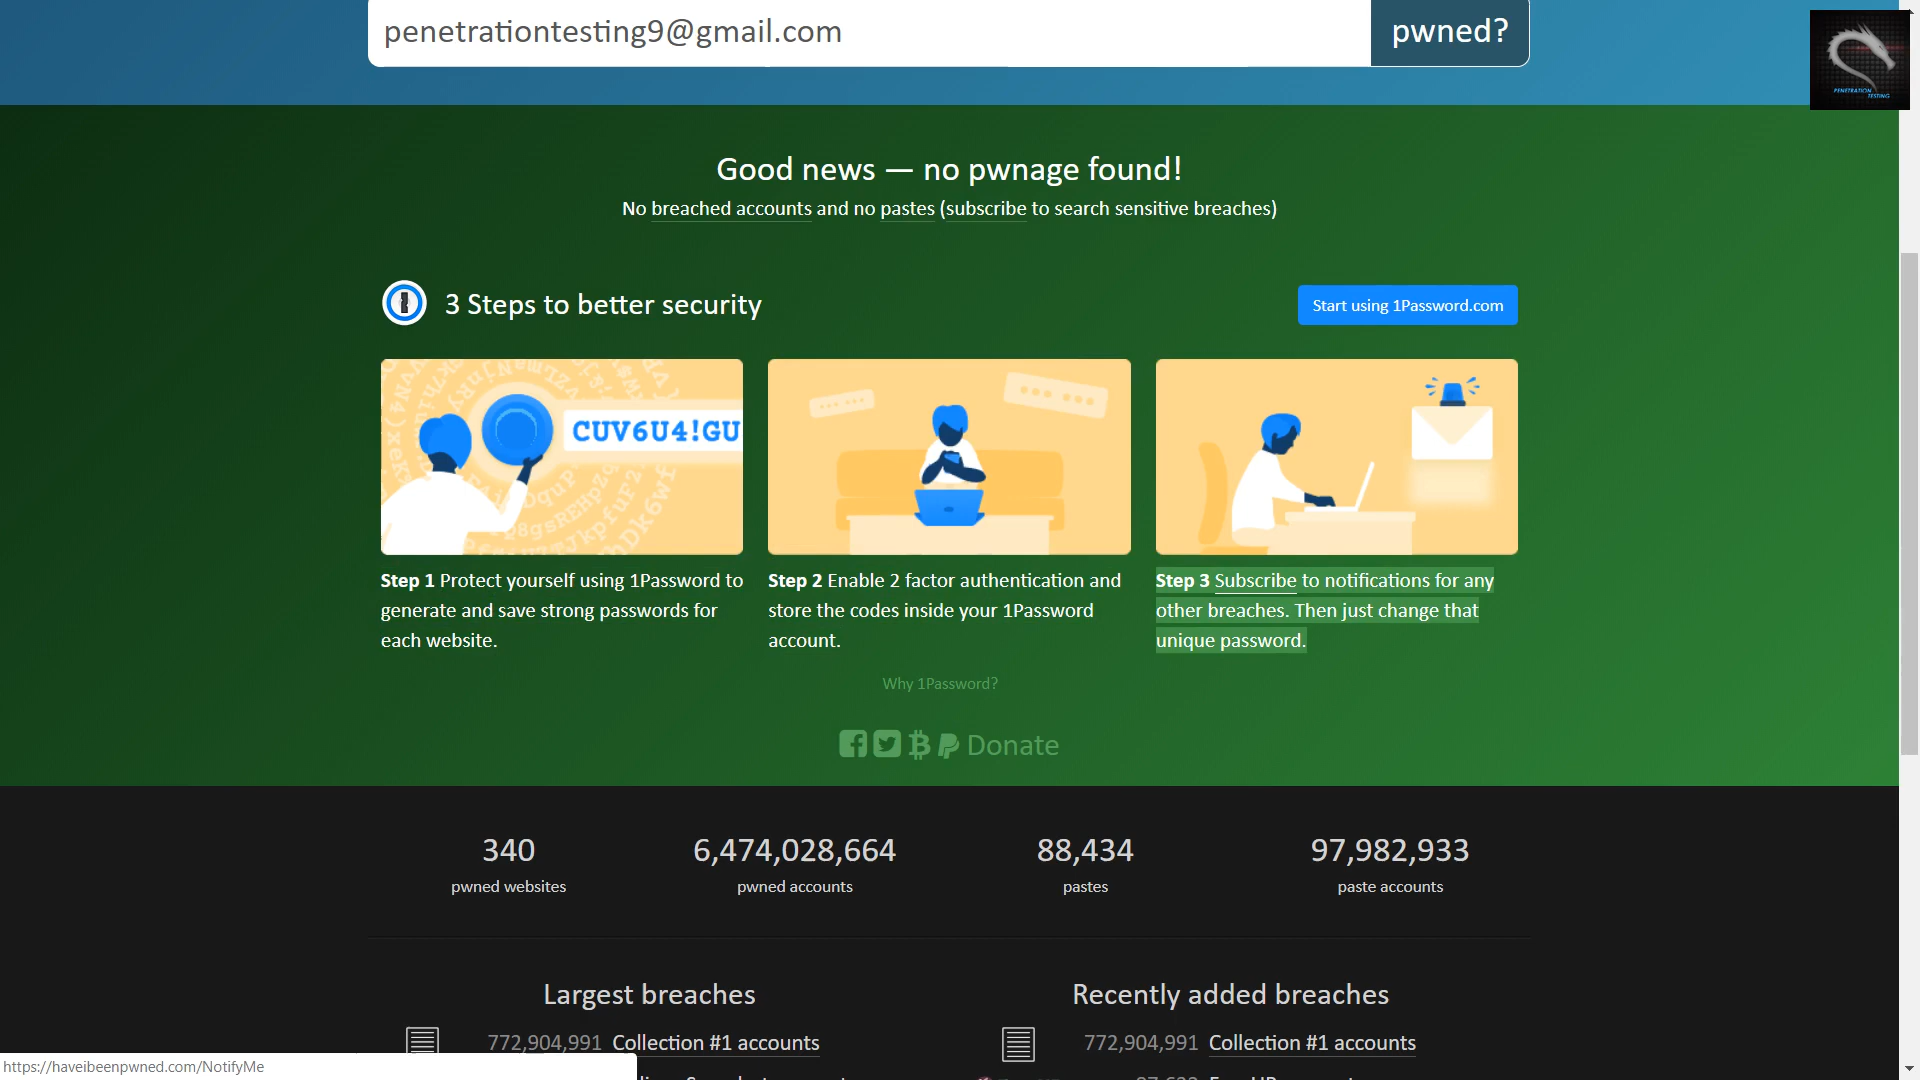 penetrationtesting9@gmail.com
pwned?
PENETRATION
TESTING
Good news — no pwnage found!
No breached accounts and no pastes (subscribe to search sensitive breaches)
3 Steps to better security
Start using 1Password.com
CUV6U4!GU
Step 1 Protect yourself using 1Password to
generate and save strong passwords for
each website.
Step 2 Enable 2 factor authentication and
store the codes inside your 1Password
account.
Step 3 Subscribe to notifications for any
other breaches. Then just change that
unique password.
Why 1Password?
Donate
340
pwned websites
6,474,028,664
pwned accounts
88,434
pastes
97,982,933
paste accounts
Largest breaches
772,904,991 Collection #1 accounts
Recently added breaches
772,904,991 Collection #1 accounts
https://haveibeenpwned.com/NotifyMe